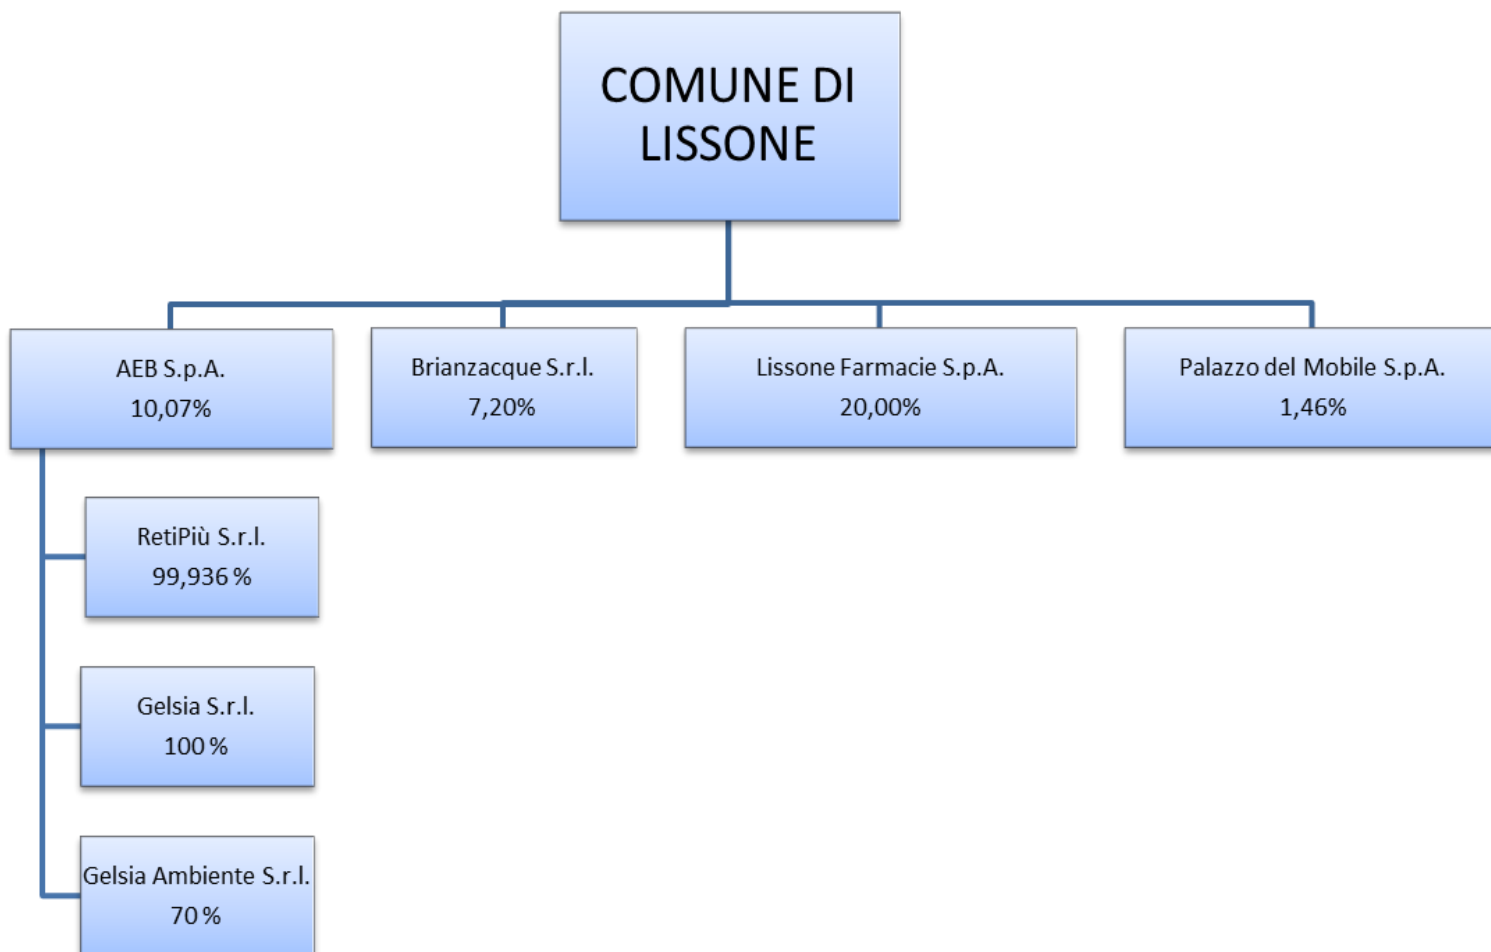 COMUNE DI
LISSONE
AEB S.p.A.
10,07%
Brianzacque S.r.l.
7,20%
Lissone Farmacie S.p.A.
20,00%
Palazzo del Mobile S.p.A.
1,46%
RetiPiù S.r.l.
99,936 %
Gelsia S.r.l.
100 %
Gelsia Ambiente S.r.l.
70 %